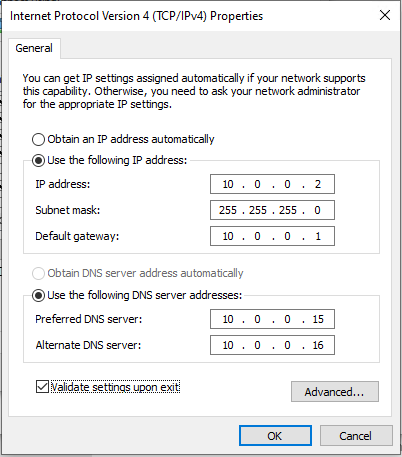 Internet Protocol Version 4 (TCP/IPv4) Properties
General
You can get IP settings assigned automatically if your network supports
this capability. Otherwise, you need to ask your network administrator
for the appropriate IP settings.
Obtain an IP address automatically
Use the following IP address:
IP address: 10 . 0 . 0 . 2
Subnet mask: 255 . 255 . 255 . 0
Default gateway: 10 . 0 . 0 . 1
Obtain DNS server address automatically
Use the following DNS server addresses:
Preferred DNS server: 10 . 0 . 0 . 15
Alternate DNS server: 10 . 0 . 0 . 16
Validate settings upon exit
Advanced...
OK Cancel